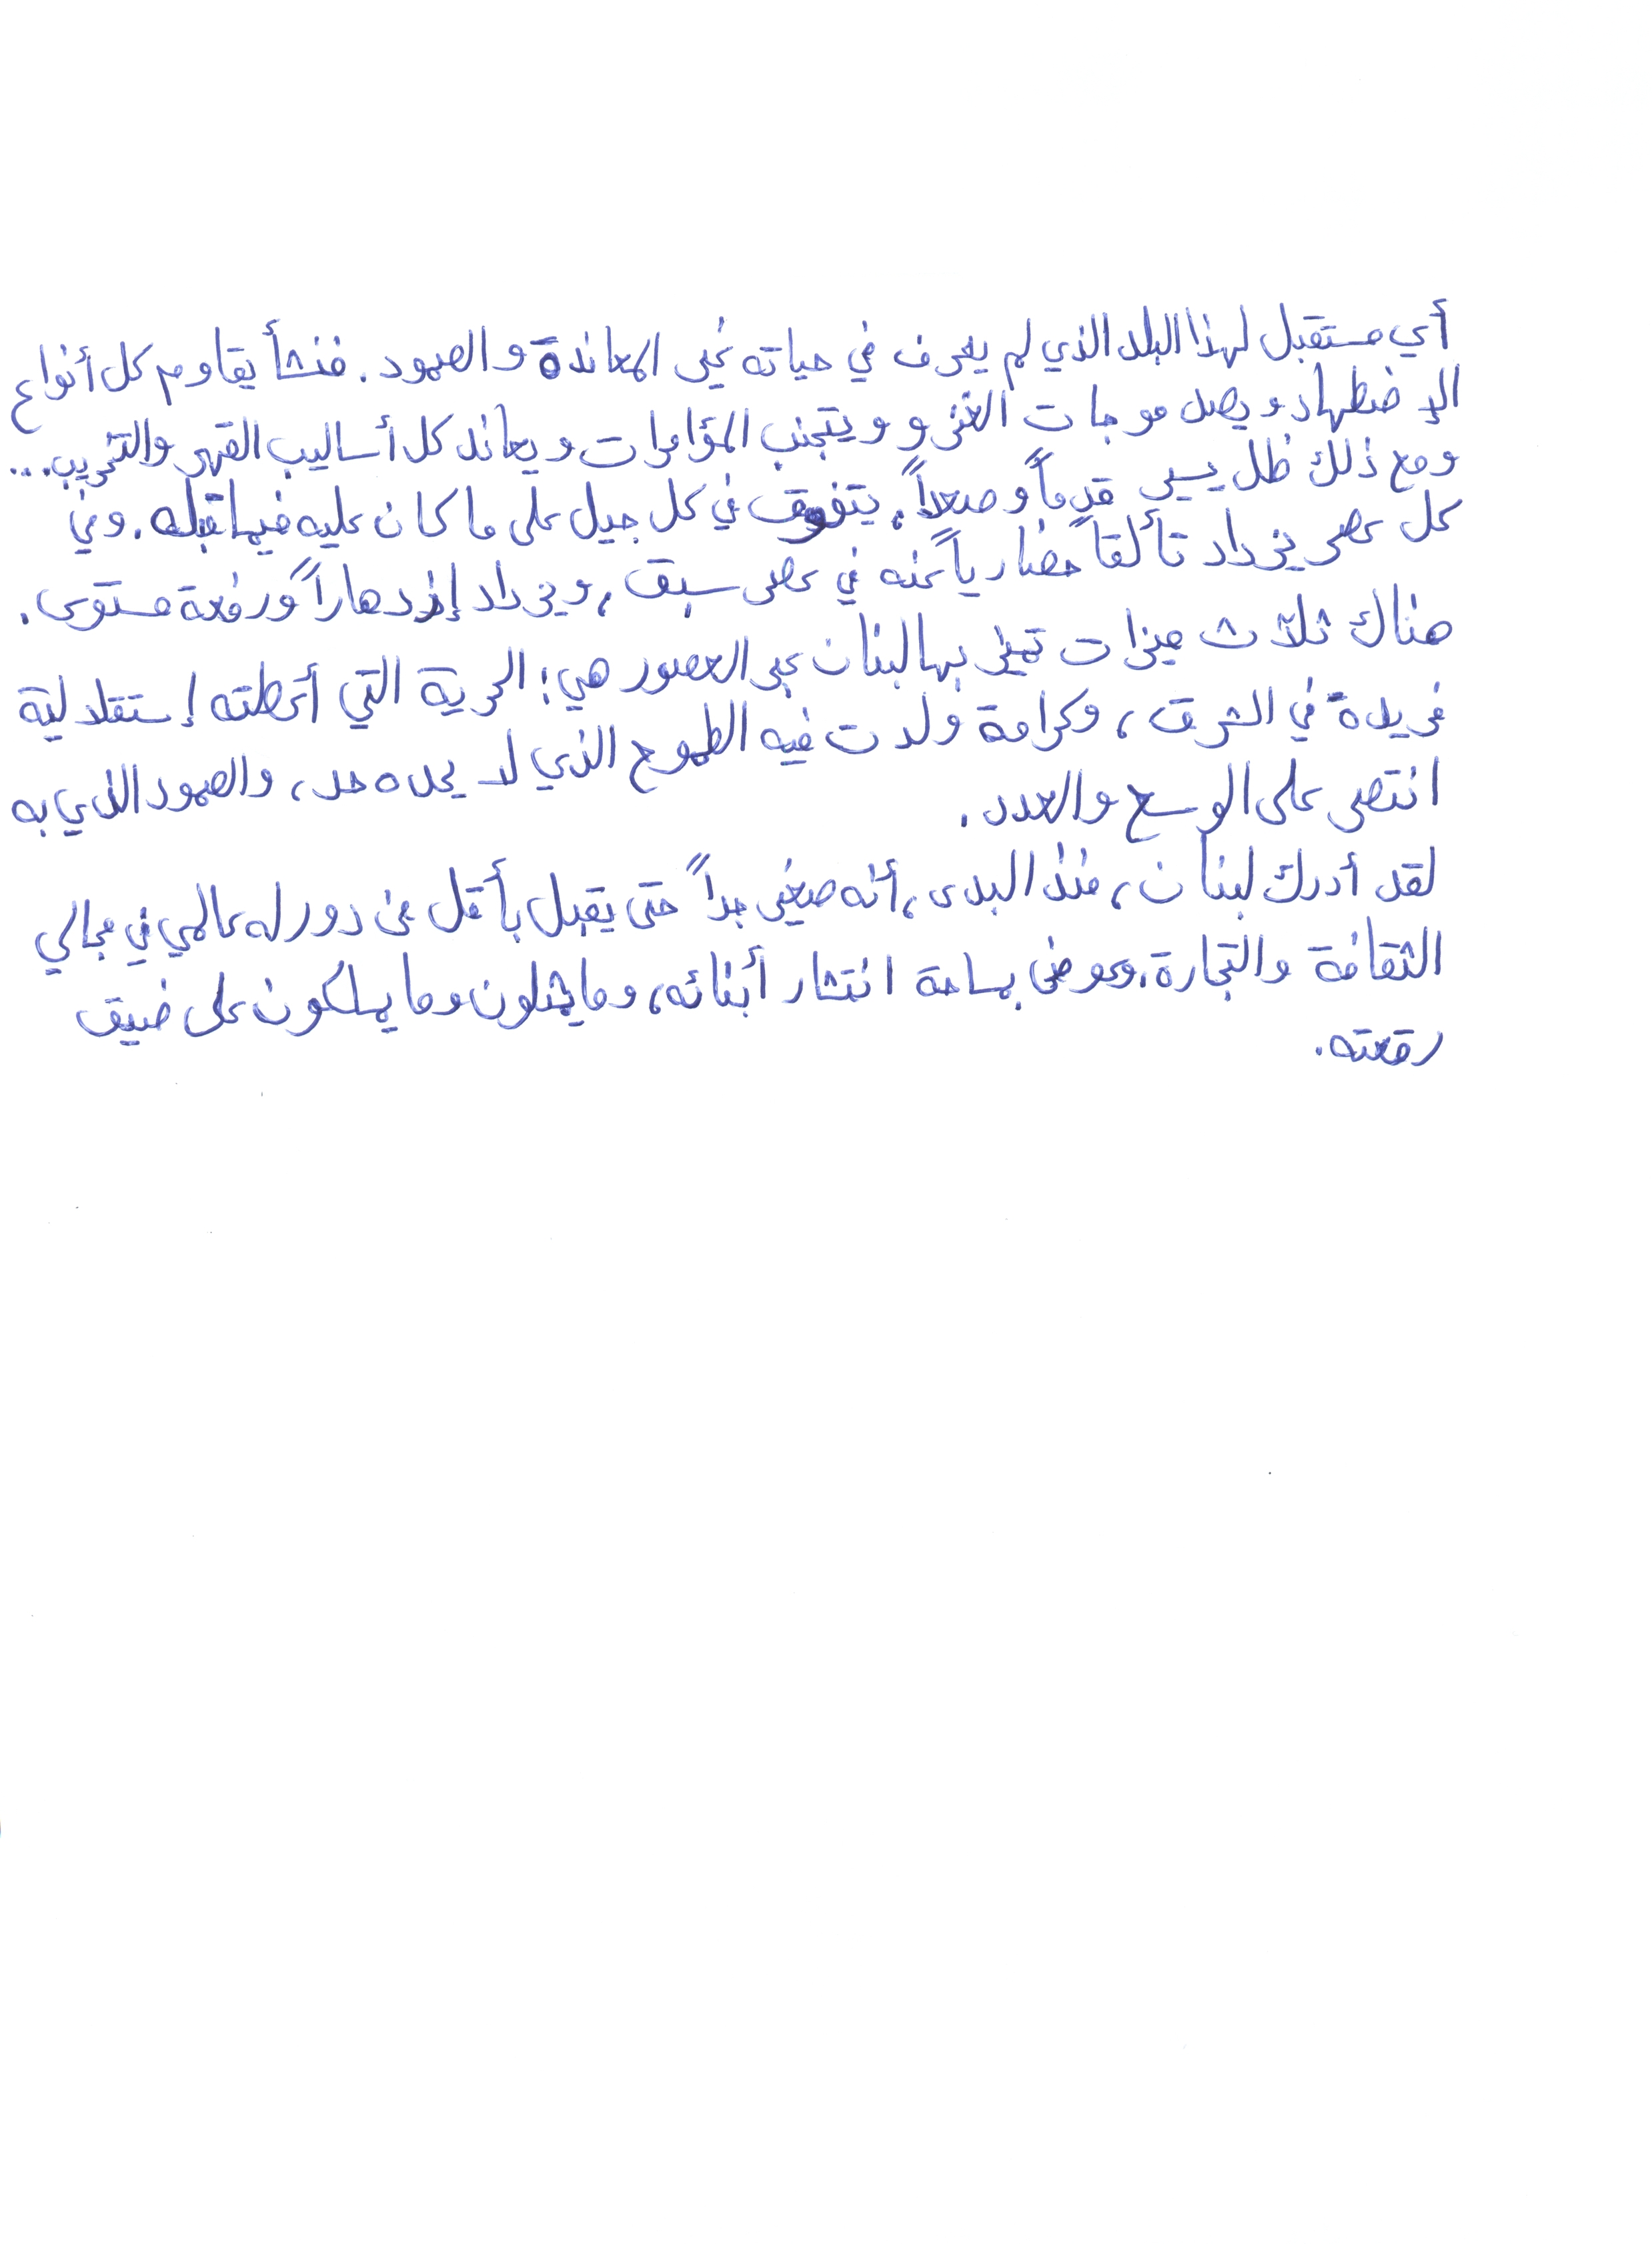 أي مستقبل لهذا البلد الذي لم يعرف في حياته غير المعاندة والصمود. فنشأ يقاوم كل أنواع
الإضطهاد ويصد موجات الغزو ويتجنب المؤامرات ويعاند كل أساليب القهر والتخريب...
ومع ذلك ظل يسير قدماً وصعداً، يتفوق في كل جيل على ما كان عليه فيما قبله. وفي
كل عصر يزداد تألقاً حضارياً عنه في عصر سبق، ويزداد إزدهاراً ورفعة مستوى.
هناك ثلاث ميزات تميز بها لبنان عبر العصور هي: الحرية التي أعطته إستقلالية
فريدة في الشرق، وكرامة ولدت فيه الطموح الذي لا يحده حد، والصمود الذي به
انتصر على الوسع والعدد.
لقد أدرك لبنان، منذ البدء، أنه صغير جداً حتى يقبل بأقل من دور له عالمي في مجالي
الثقافة والتجارة. وعوض بمساحة انتشار أبنائه، وما يمثلون وما يملكون على ضيق
رقعته.